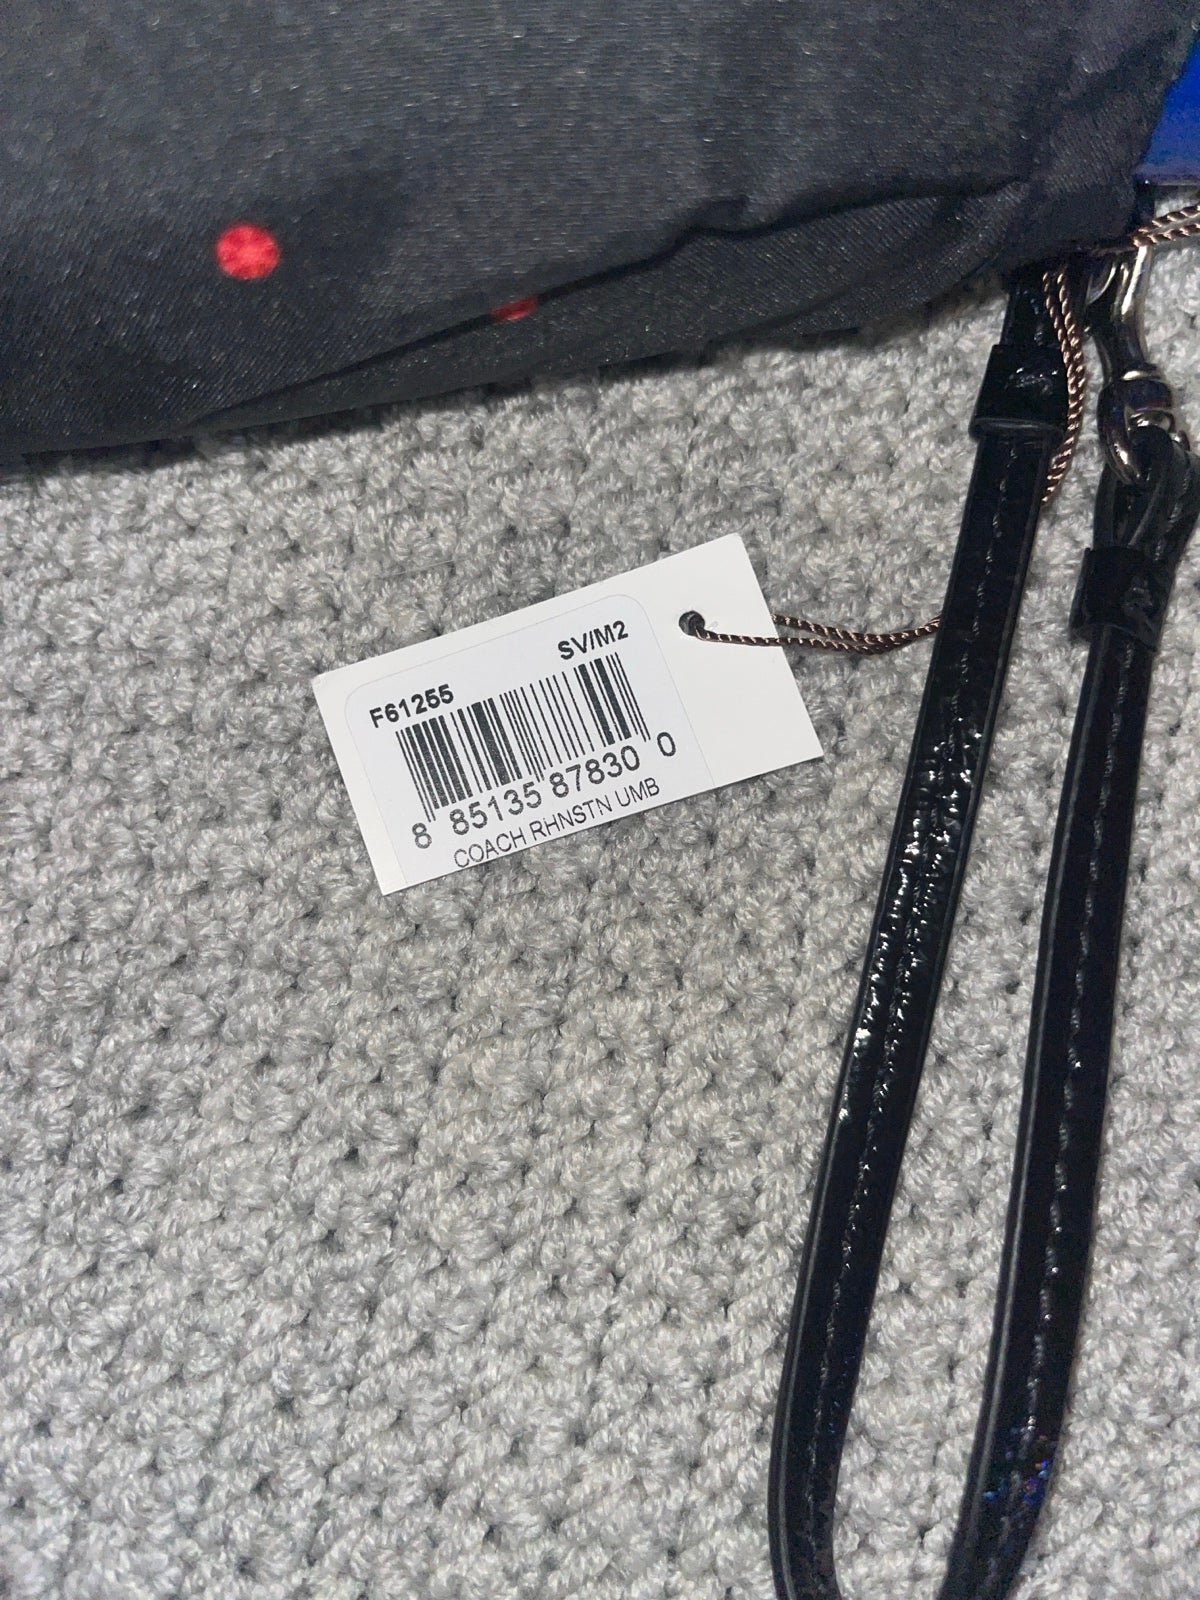 F61255 SV/M2
8 85135 87830 0
COACH RHNSTN UMB